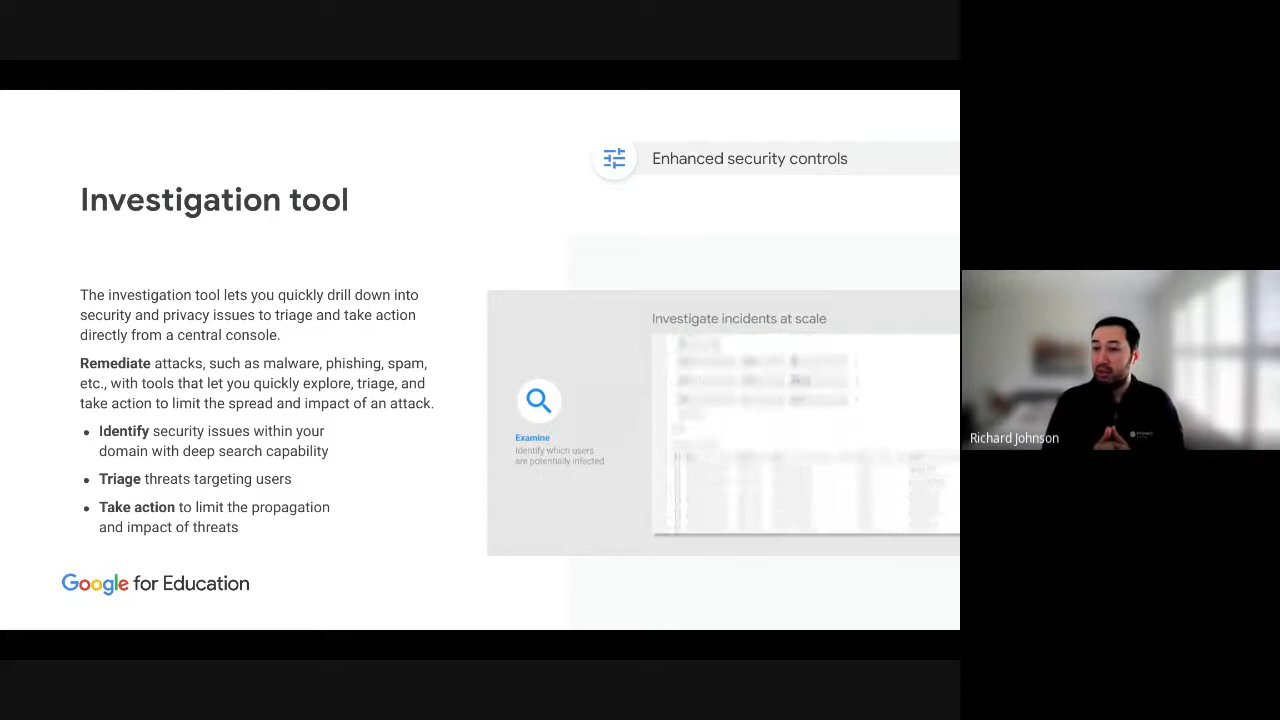 Enhanced security controls
Investigation tool
The investigation tool lets you quickly drill down into
security and privacy issues to triage and take action
directly from a central console.
Remediate attacks, such as malware, phishing, spam,
etc., with tools that let you quickly explore, triage, and
take action to limit the spread and impact of an attack.
• Identify security issues within your
domain with deep search capability
• Triage threats targeting users
• Take action to limit the propagation
and impact of threats
Google for Education
Investigate incidents at scale
Examine
Identify which users
are potentially infected
Richard Johnson